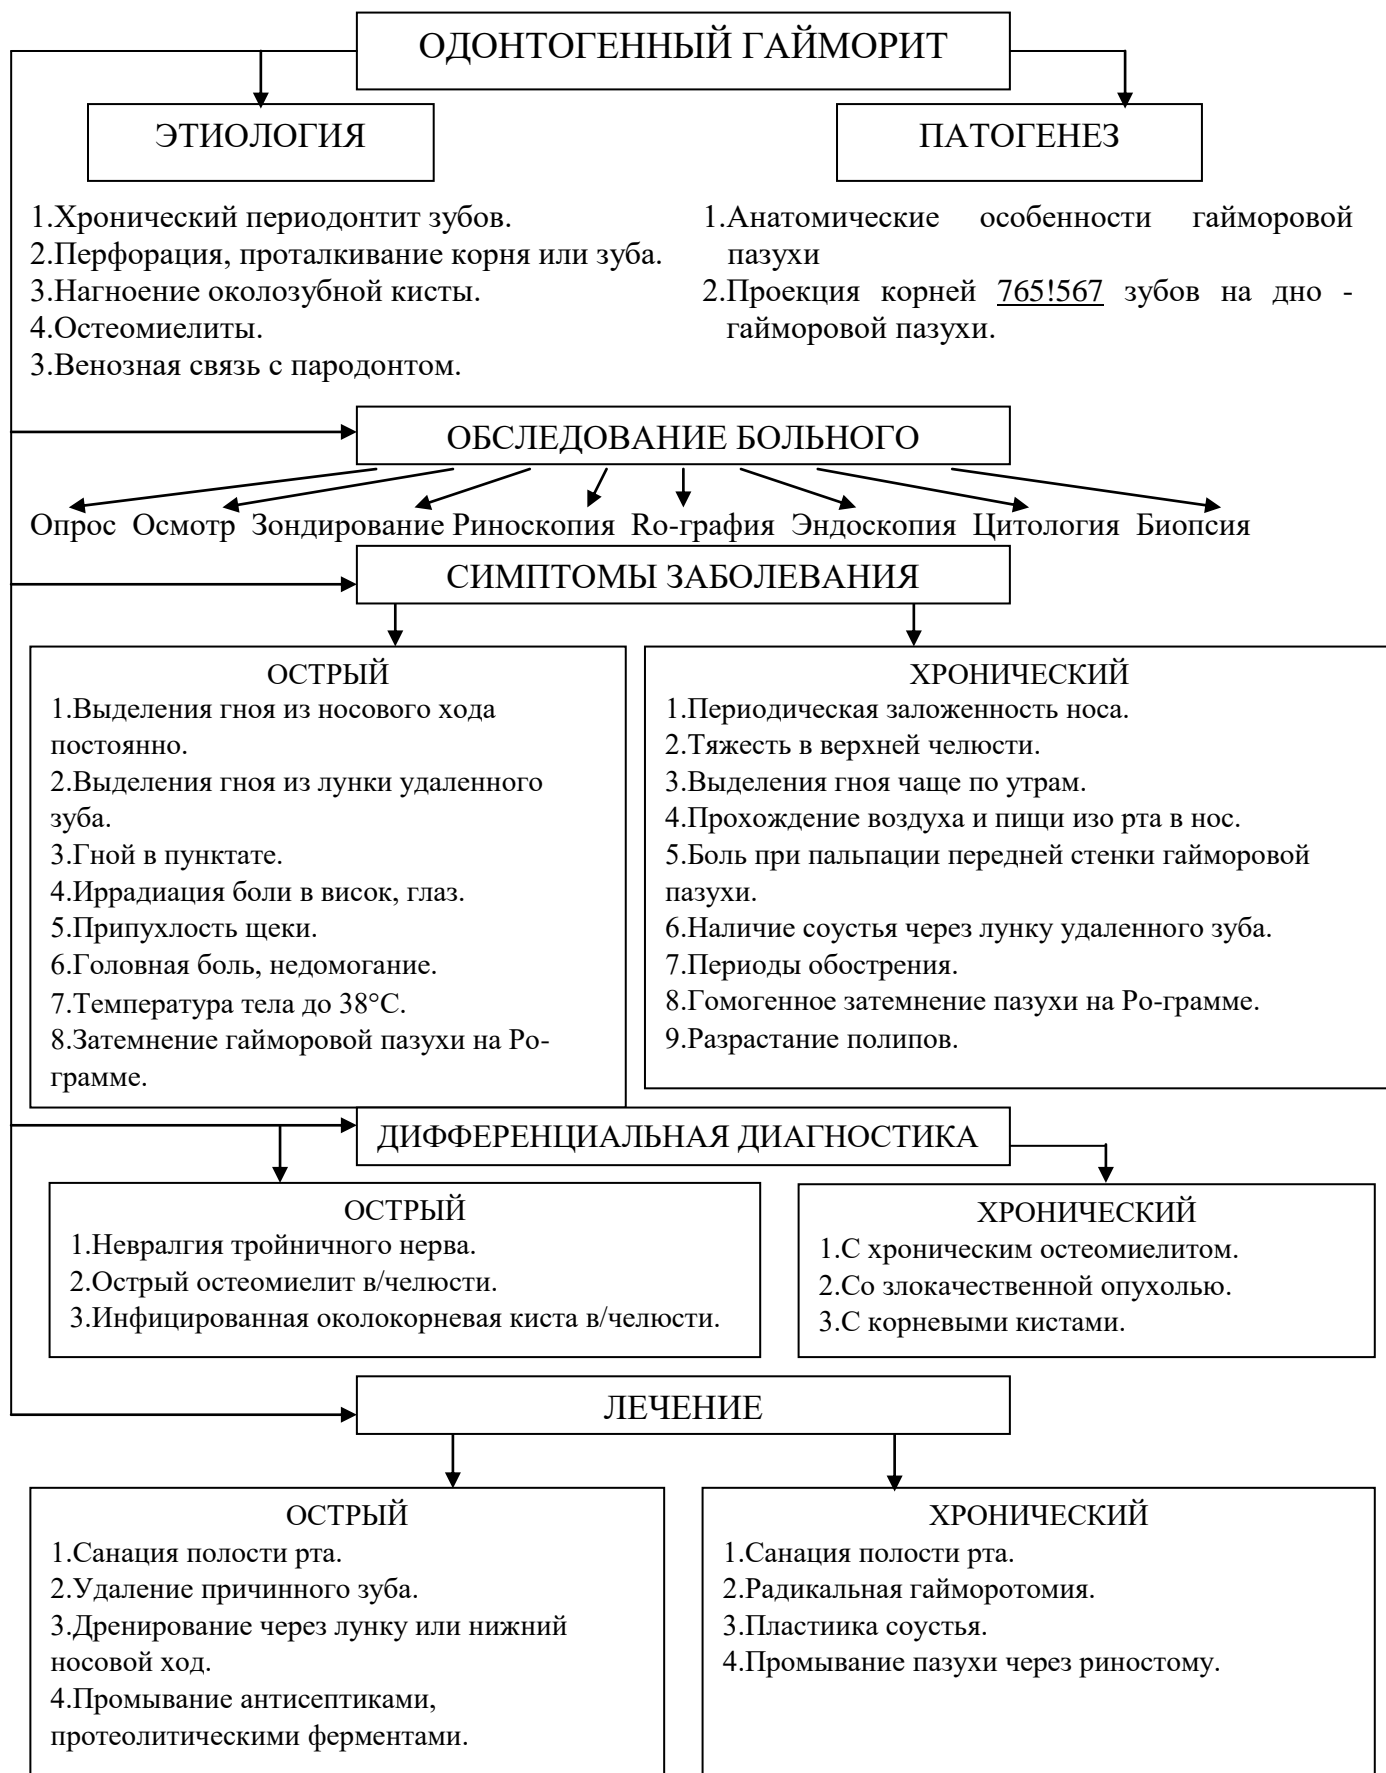 ОДОНТОГЕННЫЙ ГАЙМОРИТ
ЭТИОЛОГИЯ
1.Хронический периодонтит зубов.
2.Перфорация, проталкивание корня или зуба.
3.Нагноение околозубной кисты.
4.Остеомиелиты.
3.Венозная связь с пародонтом.
ПАТОГЕНЕЗ
1.Анатомические особенности гайморовой
пазухи
2.Проекция корней 765!567 зубов на дно -
гайморовой пазухи.
ОБСЛЕДОВАНИЕ БОЛЬНОГО
Опрос Осмотр Зондирование Риноскопия Ro-графия Эндоскопия Цитология Биопсия
СИМПТОМЫ ЗАБОЛЕВАНИЯ
ОСТРЫЙ
1.Выделения гноя из носового хода
постоянно.
2.Выделения гноя из лунки удаленного
зуба.
3.Гной в пунктате.
4.Иррадиация боли в висок, глаз.
5.Припухлость щеки.
6.Головная боль, недомогание.
7.Температура тела до 38°С.
8.Затемнение гайморовой пазухи на Ро-
грамме.
ХРОНИЧЕСКИЙ
1.Периодическая заложенность носа.
2.Тяжесть в верхней челюсти.
3.Выделения гноя чаще по утрам.
4.Прохождение воздуха и пищи изо рта в нос.
5.Боль при пальпации передней стенки гайморовой
пазухи.
6.Наличие соустья через лунку удаленного зуба.
7.Периоды обострения.
8.Гомогенное затемнение пазухи на Ро-грамме.
9.Разрастание полипов.
ДИФФЕРЕНЦИАЛЬНАЯ ДИАГНОСТИКА
ОСТРЫЙ
1.Невралгия тройничного нерва.
2.Острый остеомиелит в/челюсти.
3.Инфицированная околокорневая киста в/челюсти.
ХРОНИЧЕСКИЙ
1.С хроническим остеомиелитом.
2.Со злокачественной опухолью.
3.С корневыми кистами.
ЛЕЧЕНИЕ
ОСТРЫЙ
1.Санация полости рта.
2.Удаление причинного зуба.
3.Дренирование через лунку или нижний
носовой ход.
4.Промывание антисептиками,
протеолитическими ферментами.
ХРОНИЧЕСКИЙ
1.Санация полости рта.
2.Радикальная гайморотомия.
3.Пластиика соустья.
4.Промывание пазухи через риностому.